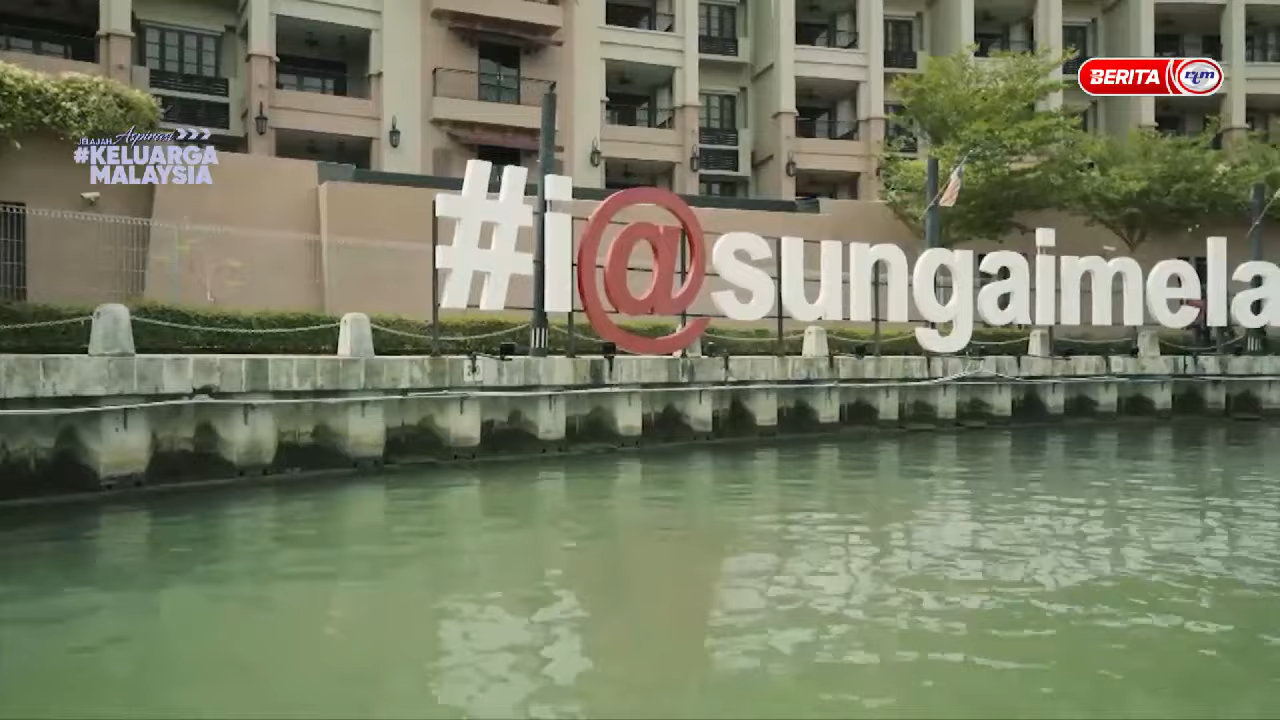 BERITA rtm
JELAJAH Aspirasi
#KELUARGA
MALAYSIA
#i@sungaimela